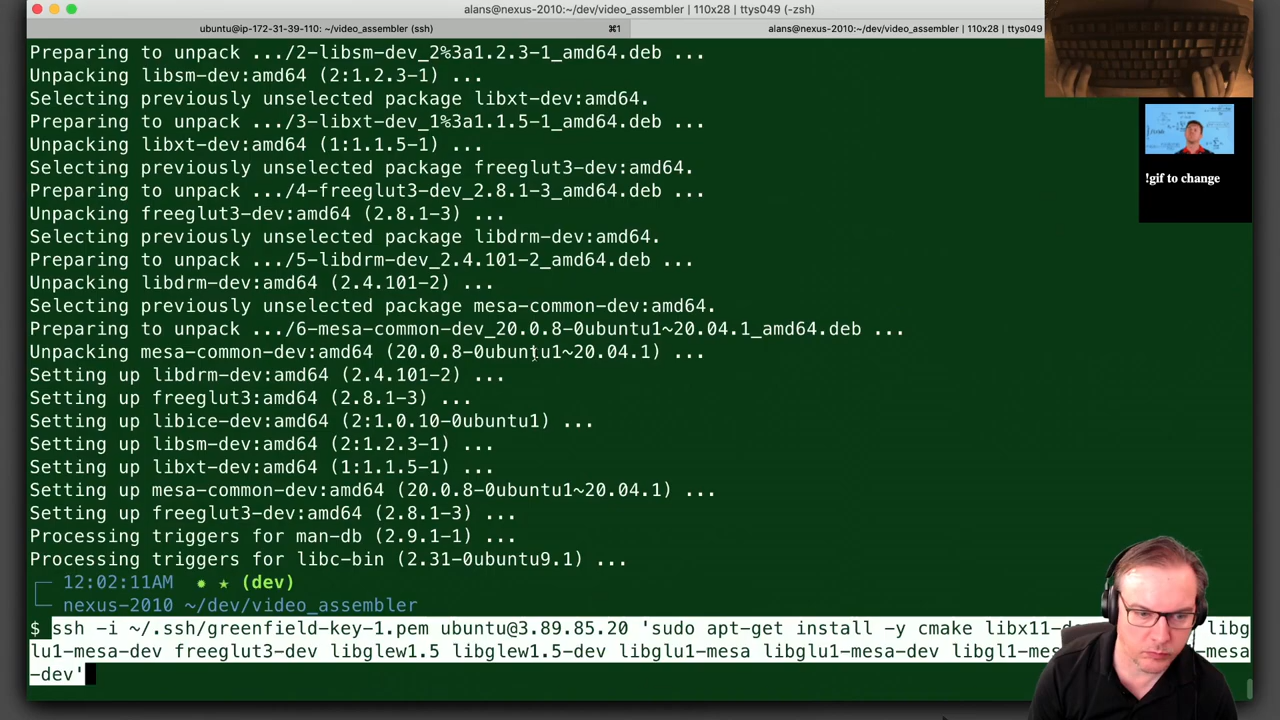 alans@nexus-2010:~/dev/video_assembler | 110x28 | ttys049 (-zsh)
ubuntu@ip-172-31-39-110: ~/video_assembler (ssh) ⌘1
alans@nexus-2010:~/dev/video_assembler | 110x28 | ttys049
Preparing to unpack .../2-libsm-dev_2%3a1.2.3-1_amd64.deb ...
Unpacking libsm-dev:amd64 (2:1.2.3-1) ...
Selecting previously unselected package libxt-dev:amd64.
Preparing to unpack .../3-libxt-dev_1%3a1.1.5-1_amd64.deb ...
Unpacking libxt-dev:amd64 (1:1.1.5-1) ...
Selecting previously unselected package freeglut3-dev:amd64.
!gif to change
Preparing to unpack .../4-freeglut3-dev_2.8.1-3_amd64.deb ...
Unpacking freeglut3-dev:amd64 (2.8.1-3) ...
Selecting previously unselected package libdrm-dev:amd64.
Preparing to unpack .../5-libdrm-dev_2.4.101-2_amd64.deb ...
Unpacking libdrm-dev:amd64 (2.4.101-2) ...
Selecting previously unselected package mesa-common-dev:amd64.
Preparing to unpack .../6-mesa-common-dev_20.0.8-0ubuntu1~20.04.1_amd64.deb ...
Unpacking mesa-common-dev:amd64 (20.0.8-0ubuntu1~20.04.1) ...
Setting up libdrm-dev:amd64 (2.4.101-2) ...
Setting up freeglut3:amd64 (2.8.1-3) ...
Setting up libice-dev:amd64 (2:1.0.10-0ubuntu1) ...
Setting up libsm-dev:amd64 (2:1.2.3-1) ...
Setting up libxt-dev:amd64 (1:1.1.5-1) ...
Setting up mesa-common-dev:amd64 (20.0.8-0ubuntu1~20.04.1) ...
Setting up freeglut3-dev:amd64 (2.8.1-3) ...
Processing triggers for man-db (2.9.1-1) ...
Processing triggers for libc-bin (2.31-0ubuntu9.1) ...
12:02:11AM ✹ ★ (dev)
nexus-2010 ~/dev/video_assembler
$ ssh -i ~/.ssh/greenfield-key-1.pem ubuntu@3.89.85.20 'sudo apt-get install -y cmake libx11-de libg
lu1-mesa-dev freeglut3-dev libglew1.5 libglew1.5-dev libglu1-mesa libglu1-mesa-dev libgl1-mes -mesa
-dev'